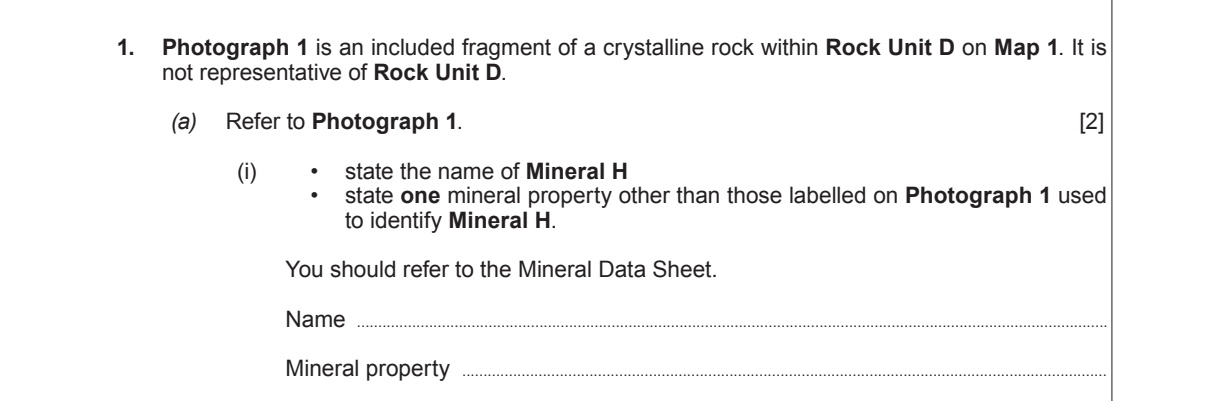 1. Photograph 1 is an included fragment of a crystalline rock within Rock Unit D on Map 1. It is
not representative of Rock Unit D.
(a) Refer to Photograph 1. [2]
(i) • state the name of Mineral H
• state one mineral property other than those labelled on Photograph 1 used
to identify Mineral H.
You should refer to the Mineral Data Sheet.
Name
Mineral property